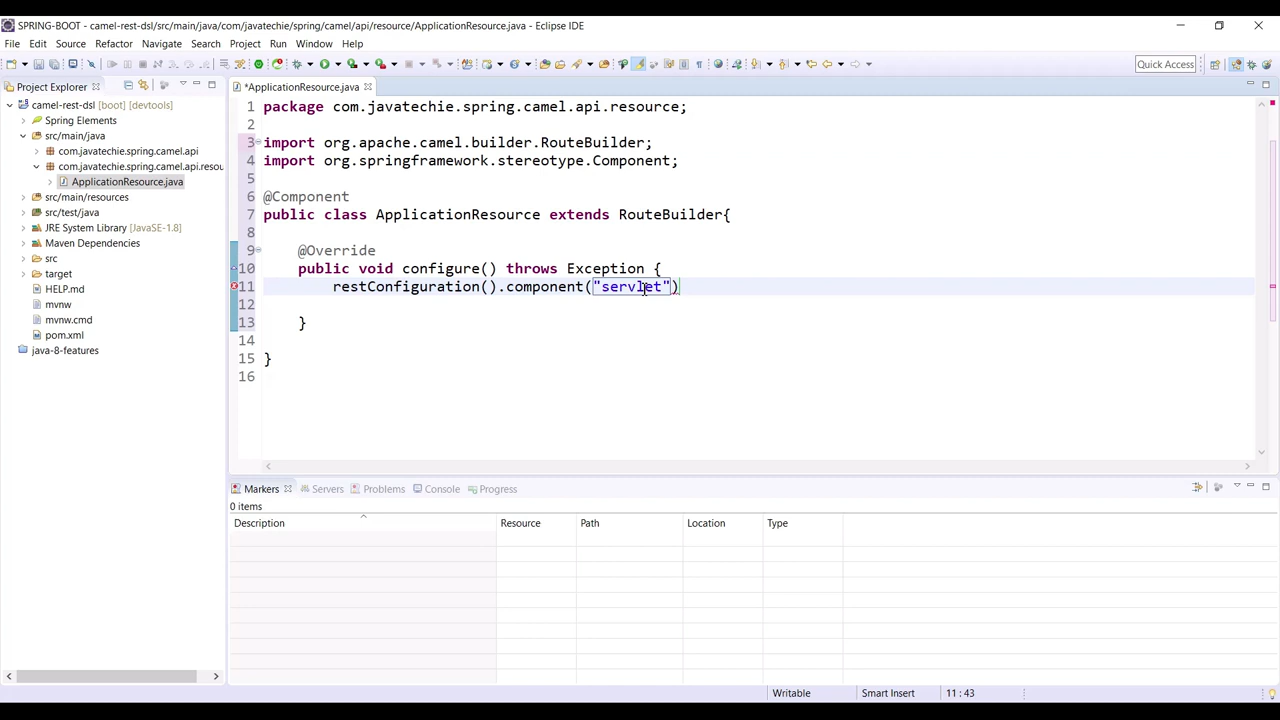 SPRING-BOOT - camel-rest-dsl/src/main/java/com/javatechie/spring/camel/api/resource/ApplicationResource.java - Eclipse IDE
File Edit Source Refactor Navigate Search Project Run Window Help
Quick Access
Project Explorer
*ApplicationResource.java
camel-rest-dsl [boot] [devtools]
Spring Elements
src/main/java
com.javatechie.spring.camel.api
com.javatechie.spring.camel.api.resou
ApplicationResource.java
src/main/resources
src/test/java
JRE System Library [JavaSE-1.8]
Maven Dependencies
src
target
HELP.md
mvnw
mvnw.cmd
pom.xml
java-8-features
1 package com.javatechie.spring.camel.api.resource;
2
3 import org.apache.camel.builder.RouteBuilder;
4 import org.springframework.stereotype.Component;
5
6 @Component
7 public class ApplicationResource extends RouteBuilder{
8
9 @Override
10 public void configure() throws Exception {
11 restConfiguration().component("servlet")
12
13 }
14
15 }
16
Markers Servers Problems Console Progress
0 items
Description Resource Path Location Type
Writable Smart Insert 11 : 43